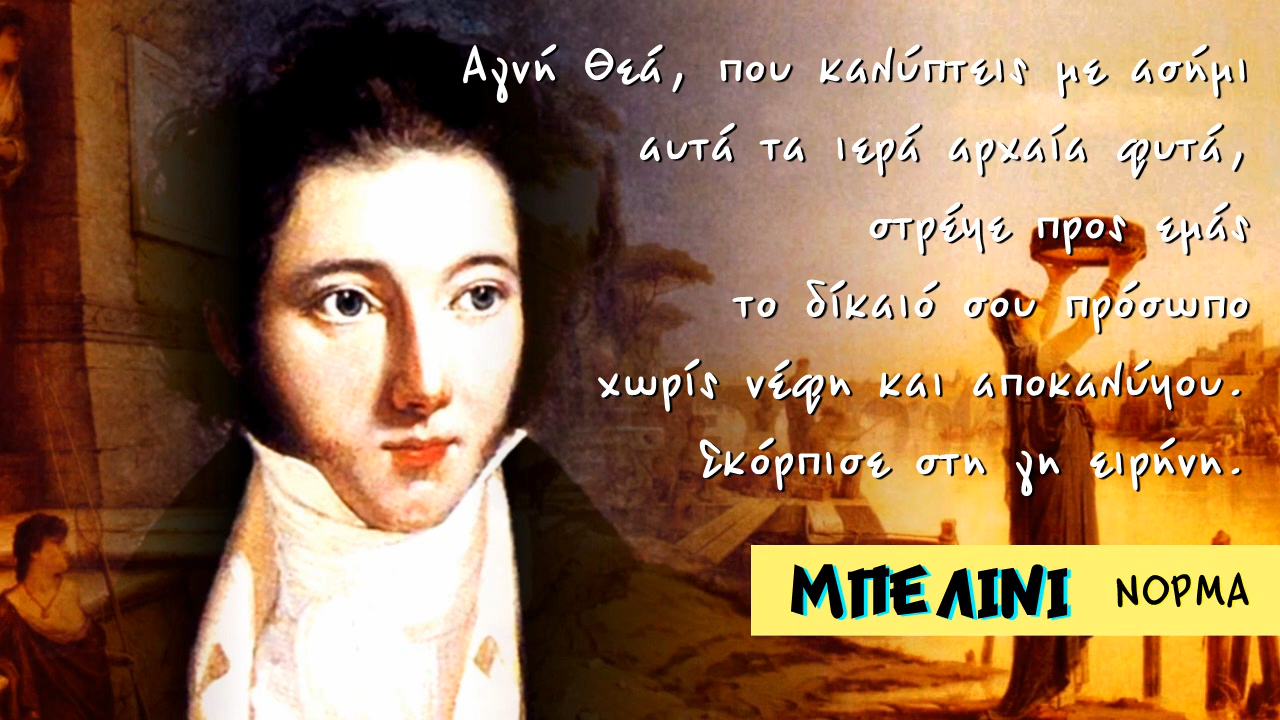 Αγνή Θεά, που καλύπτεις με ασήμι
αυτά τα ιερά αρχαία φυτά,
στρέψε προς εμάς
το δίκαιό σου πρόσωπο
χωρίς νέφη και αποκαλύψου.
Σκόρπισε στη γη ειρήνη.
ΜΠΕΛΙΝΙ ΝΟΡΜΑ